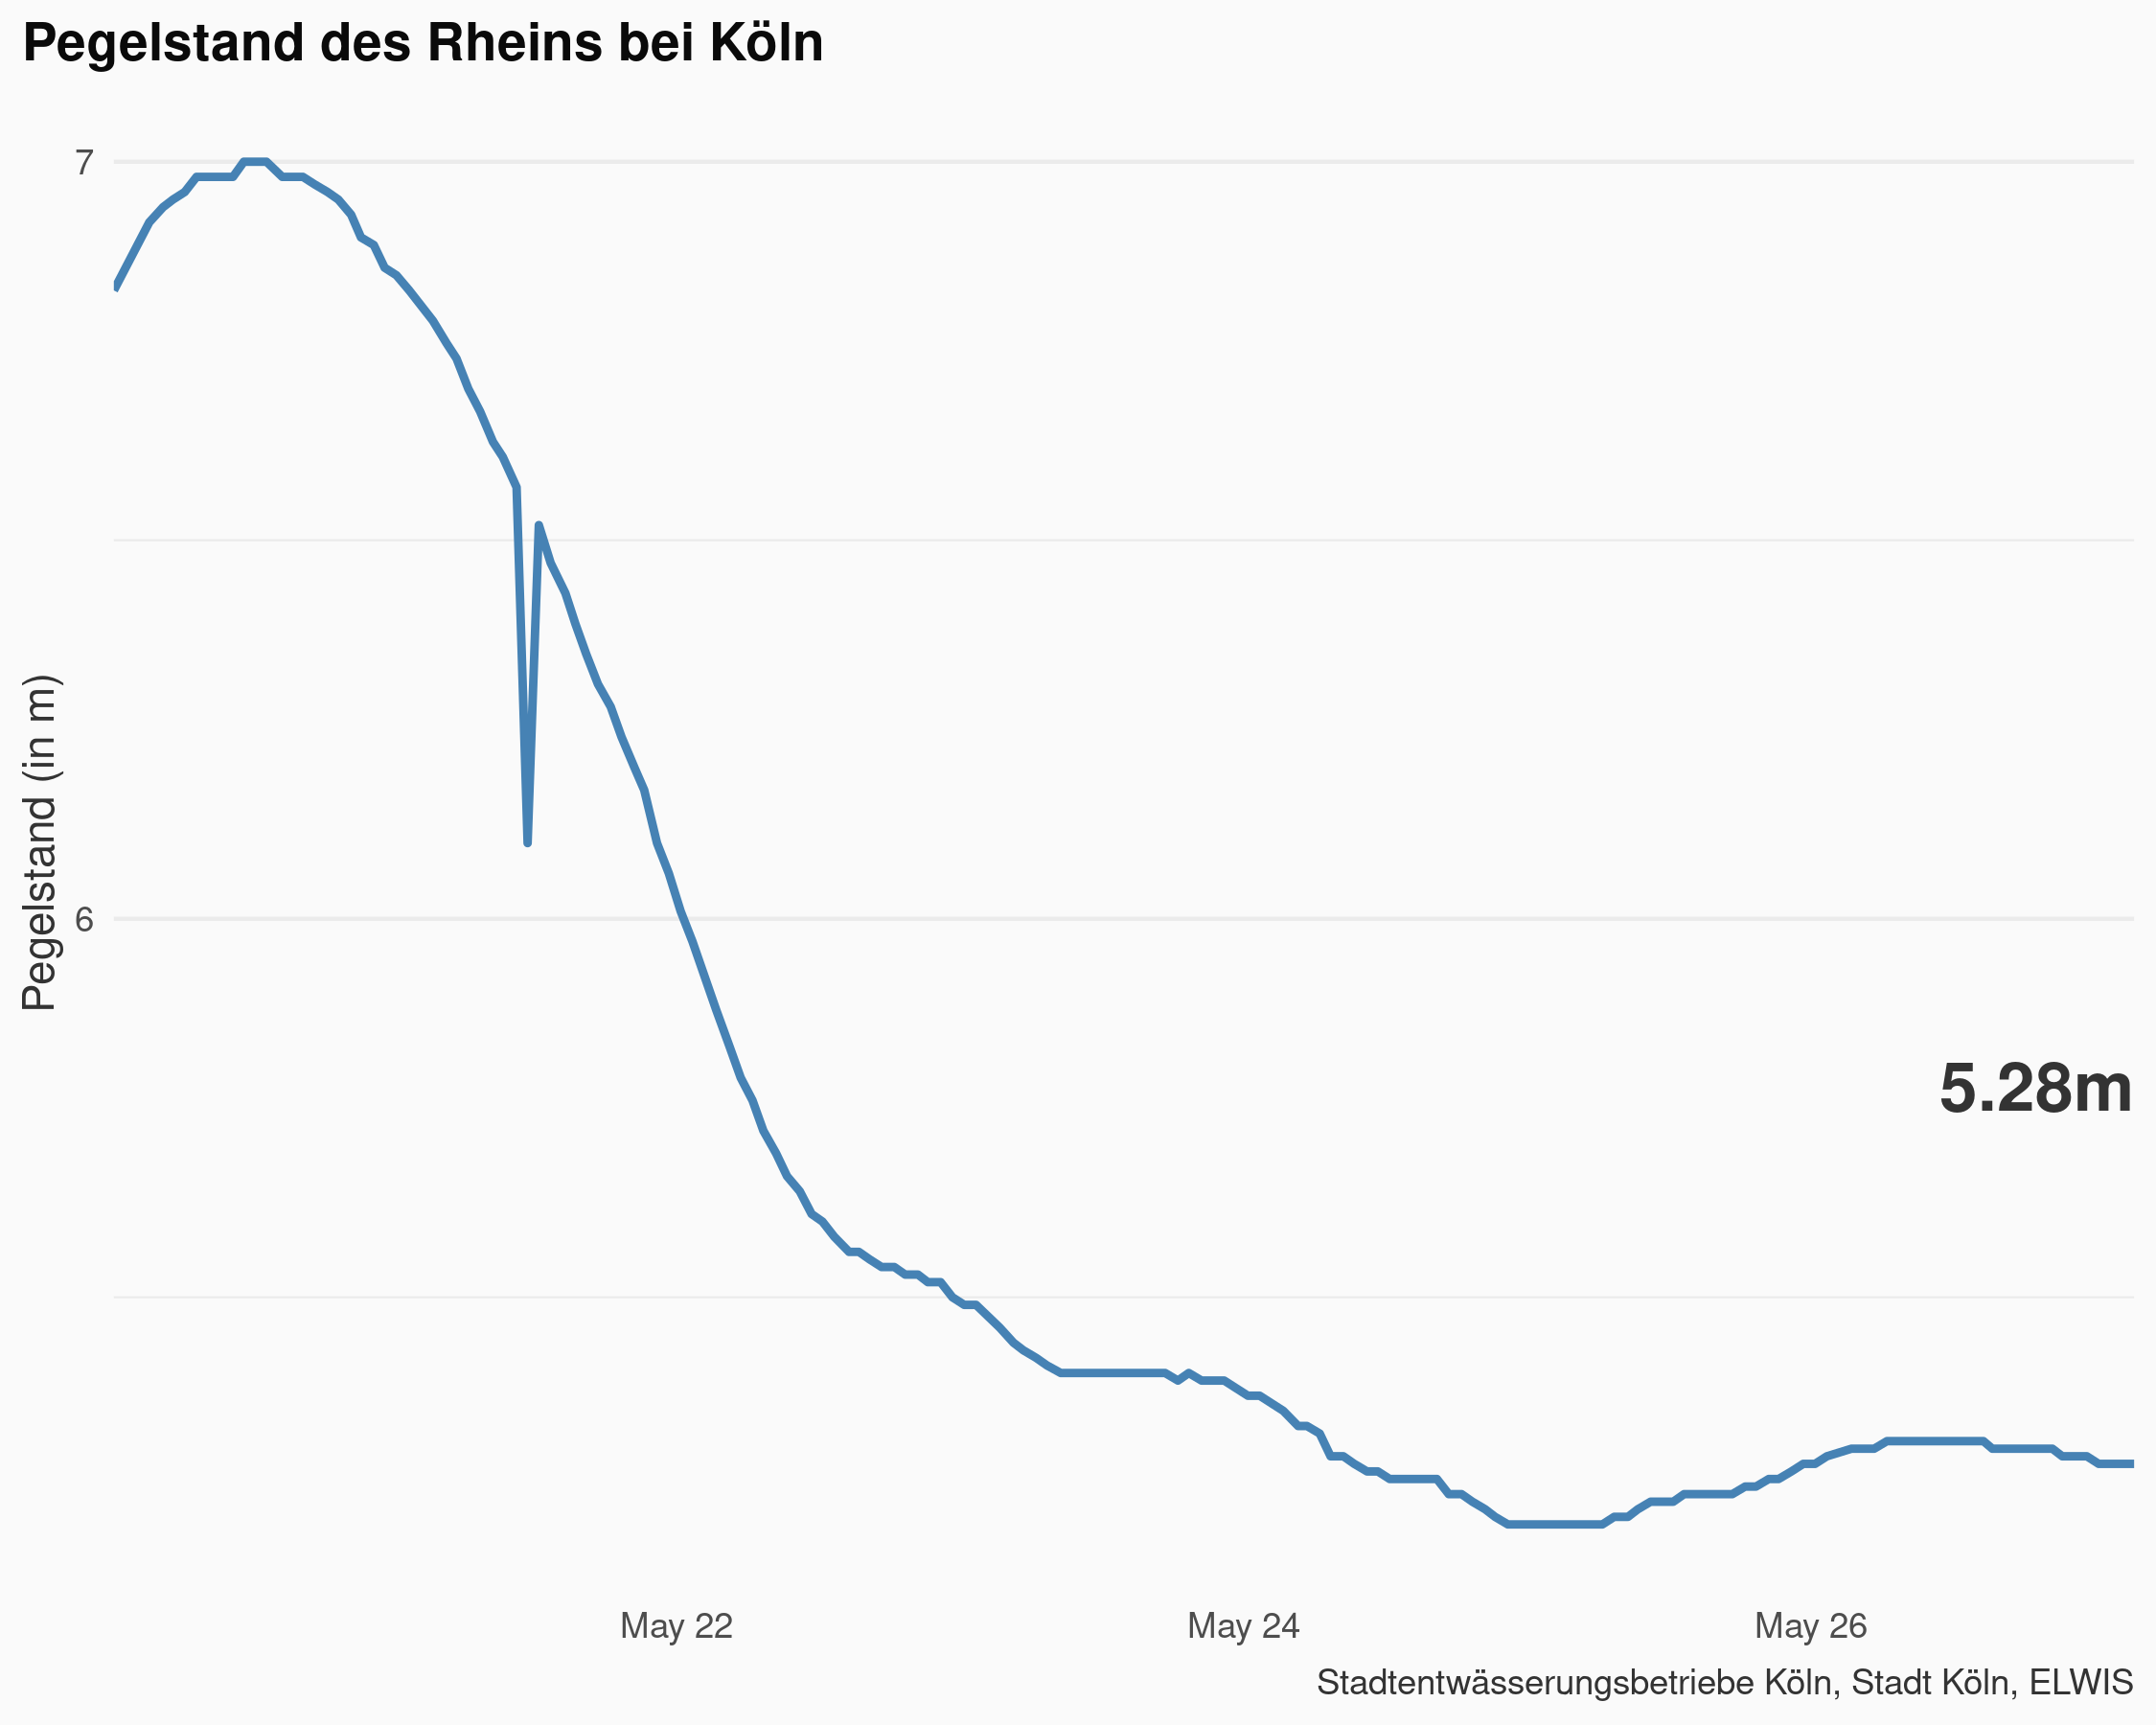 Pegelstand des Rheins bei Köln
7
Pegelstand (in m)
6
5.28m
May 22
May 24
May 26
Stadtentwässerungsbetriebe Köln, Stadt Köln, ELWIS